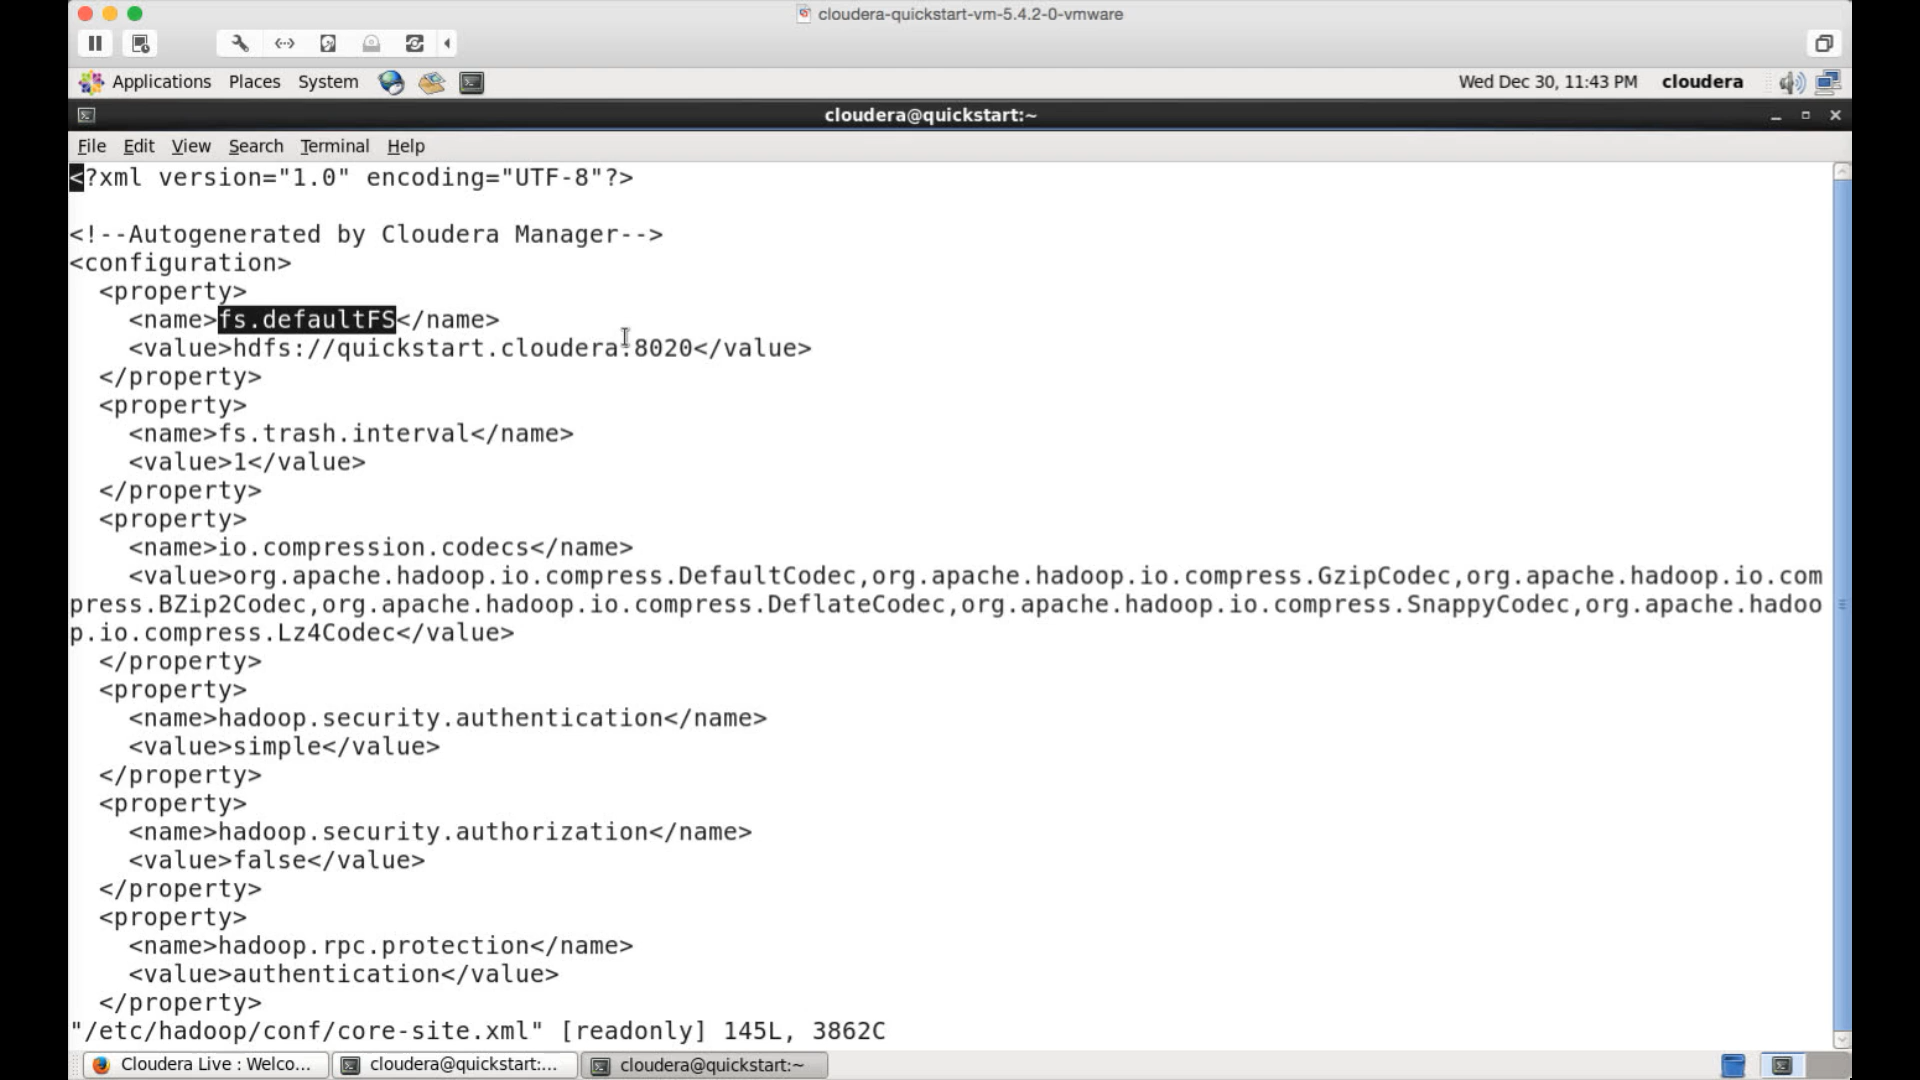 cloudera-quickstart-vm-5.4.2-0-vmware
Applications Places System Wed Dec 30, 11:43 PM cloudera
cloudera@quickstart:~
File Edit View Search Terminal Help
<?xml version="1.0" encoding="UTF-8"?>

<!--Autogenerated by Cloudera Manager-->
<configuration>
  <property>
    <name>fs.defaultFS</name>
    <value>hdfs://quickstart.cloudera:8020</value>
  </property>
  <property>
    <name>fs.trash.interval</name>
    <value>1</value>
  </property>
  <property>
    <name>io.compression.codecs</name>
    <value>org.apache.hadoop.io.compress.DefaultCodec,org.apache.hadoop.io.compress.GzipCodec,org.apache.hadoop.io.com
press.BZip2Codec,org.apache.hadoop.io.compress.DeflateCodec,org.apache.hadoop.io.compress.SnappyCodec,org.apache.hadoo
p.io.compress.Lz4Codec</value>
  </property>
  <property>
    <name>hadoop.security.authentication</name>
    <value>simple</value>
  </property>
  <property>
    <name>hadoop.security.authorization</name>
    <value>false</value>
  </property>
  <property>
    <name>hadoop.rpc.protection</name>
    <value>authentication</value>
  </property>
"/etc/hadoop/conf/core-site.xml" [readonly] 145L, 3862C
Cloudera Live : Welco... cloudera@quickstart:... cloudera@quickstart:~